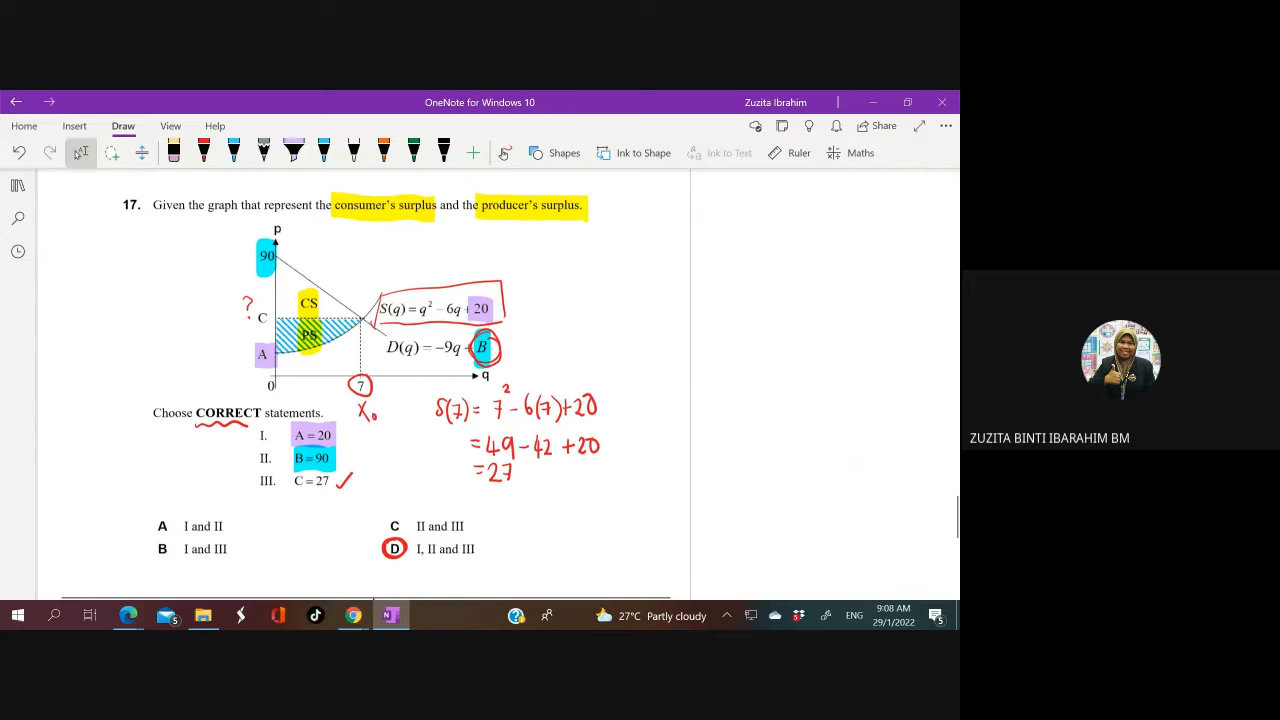 OneNote for Windows 10
Zuzita Ibrahim
Home Insert Draw View Help
Share
Shapes
Ink to Shape
Ink to Text
Ruler
Maths
17. Given the graph that represent the consumer's surplus and the producer's surplus.
p
90
CS
?
S(q) = q² − 6q + 20
C
PS
D(q) = −9q + B
A
q
0
7
X₀
Choose CORRECT statements.
I. A = 20
II. B = 90
III. C = 27 ✓
S(7) = 7² − 6(7) + 20
= 49 − 42 + 20
= 27
A I and II
B I and III
C II and III
D I, II and III
ZUZITA BINTI IBARAHIM BM
5
27°C Partly cloudy
ENG
9:08 AM
29/1/2022
5